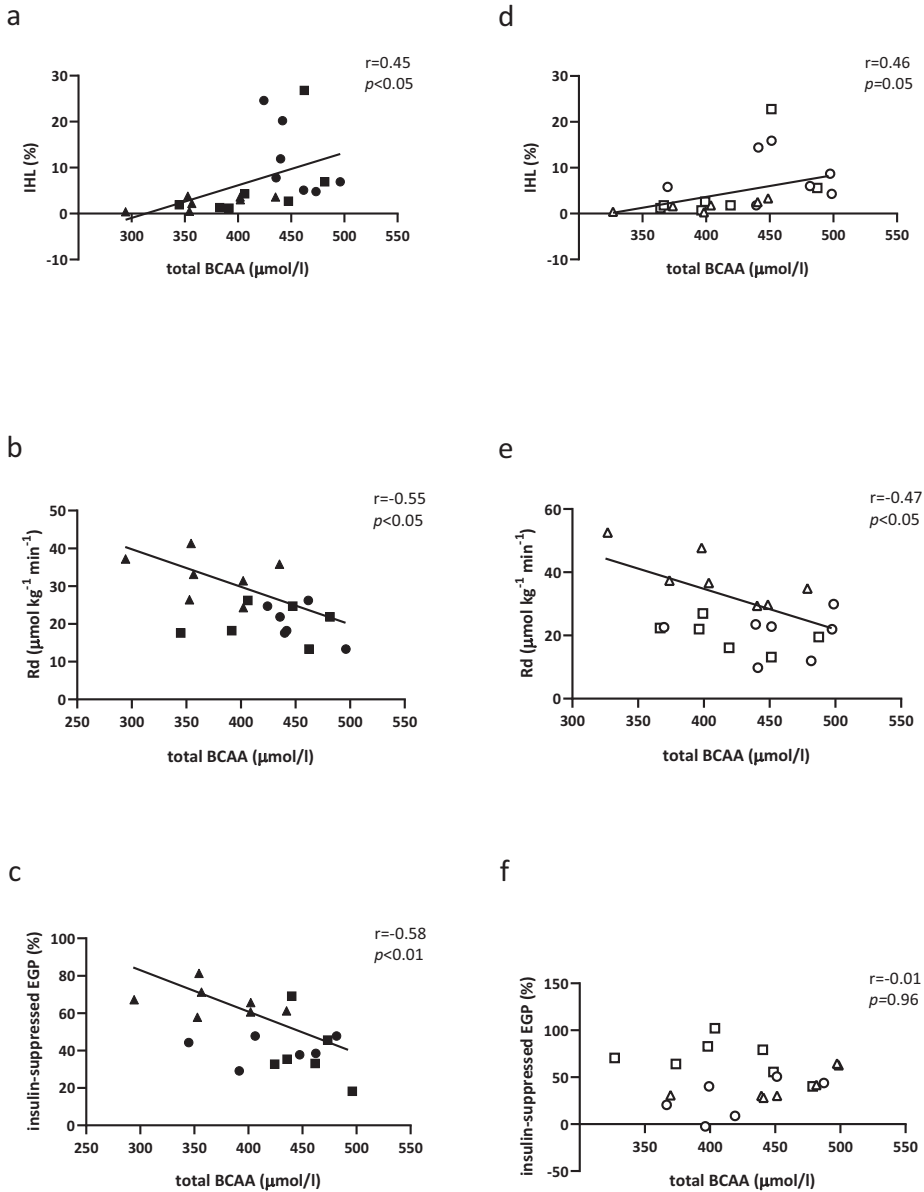 a
r=0.45
p<0.05
IHL (%)
30
20
10
0
-10
300 350 400 450 500 550
total BCAA (μmol/l)
d
r=0.46
p=0.05
IHL (%)
30
20
10
0
-10
350 400 450 500 550
total BCAA (μmol/l)
b
r=-0.55
p<0.05
Rd (μmol kg⁻¹ min⁻¹)
50
40
30
20
10
0
250 300 350 400 450 500 550
total BCAA (μmol/l)
e
r=-0.47
p<0.05
Rd (μmol kg⁻¹ min⁻¹)
60
40
20
0
300 350 400 450 500 550
total BCAA (μmol/l)
c
r=-0.58
p<0.01
insulin-suppressed EGP (%)
100
80
60
40
20
0
250 300 350 400 450 500 550
total BCAA (μmol/l)
f
r=-0.01
p=0.96
insulin-suppressed EGP (%)
150
100
50
0
-50
350 400 450 500 550
total BCAA (μmol/l)